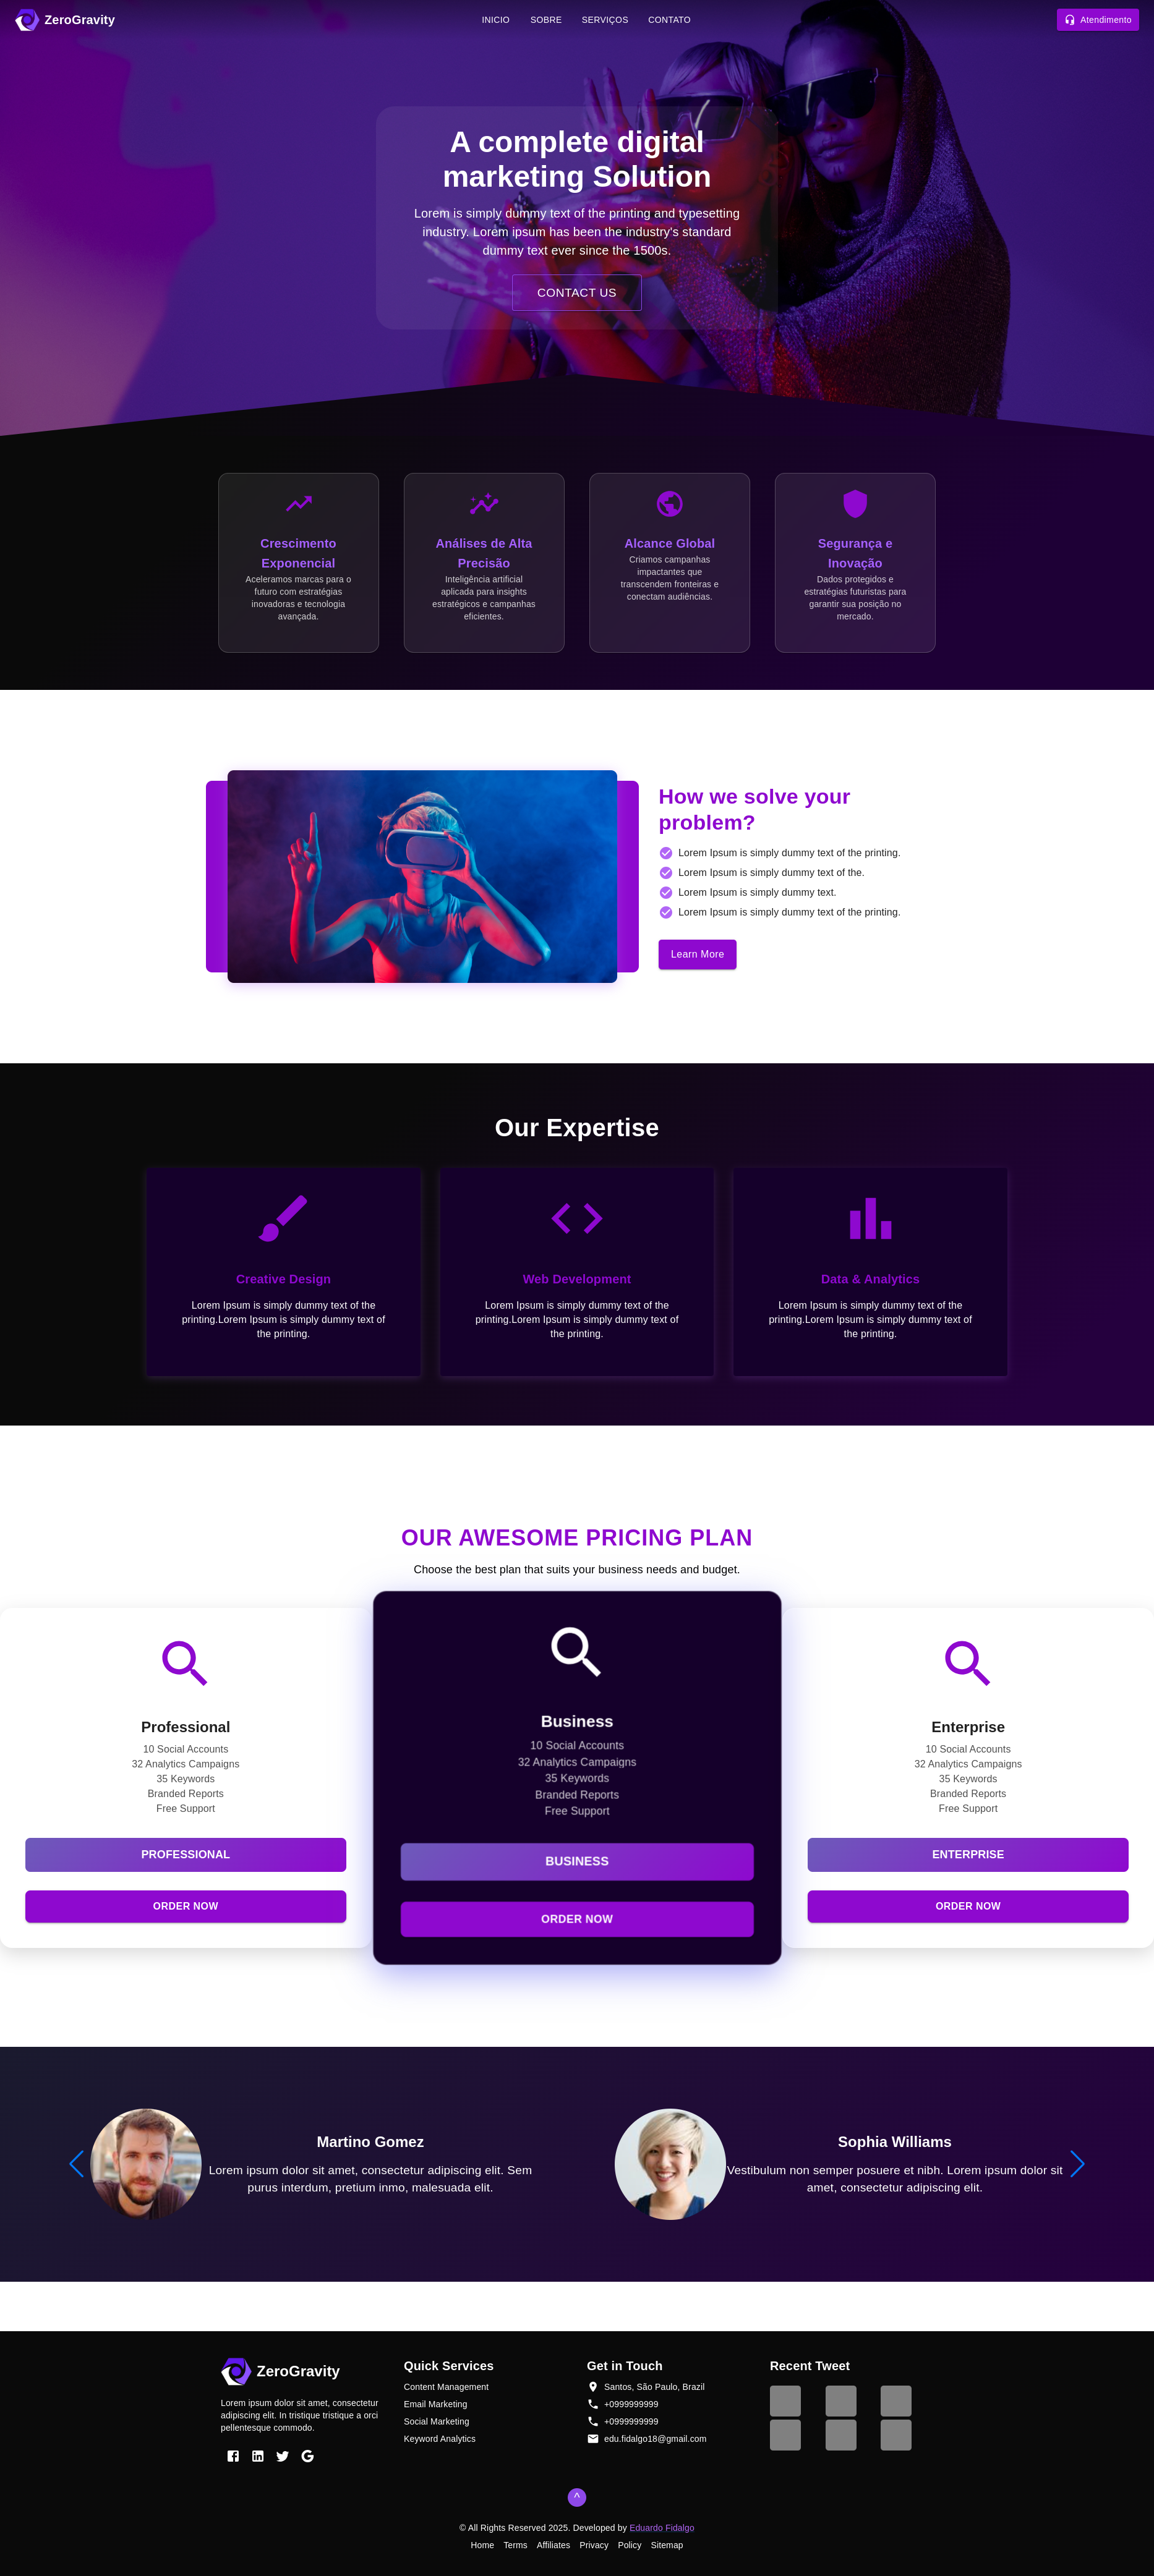 ZeroGravity
INICIO SOBRE SERVIÇOS CONTATO
Atendimento
A complete digital
marketing Solution
Lorem is simply dummy text of the printing and typesetting
industry. Lorem ipsum has been the industry's standard
dummy text ever since the 1500s.
CONTACT US
Crescimento
Exponencial
Aceleramos marcas para o
futuro com estratégias
inovadoras e tecnologia
avançada.
Análises de Alta
Precisão
Inteligência artificial
aplicada para insights
estratégicos e campanhas
eficientes.
Alcance Global
Criamos campanhas
impactantes que
transcendem fronteiras e
conectam audiências.
Segurança e
Inovação
Dados protegidos e
estratégias futuristas para
garantir sua posição no
mercado.
How we solve your
problem?
Lorem Ipsum is simply dummy text of the printing.
Lorem Ipsum is simply dummy text of the.
Lorem Ipsum is simply dummy text.
Lorem Ipsum is simply dummy text of the printing.
Learn More
Our Expertise
Creative Design
Lorem Ipsum is simply dummy text of the
printing.Lorem Ipsum is simply dummy text of
the printing.
Web Development
Lorem Ipsum is simply dummy text of the
printing.Lorem Ipsum is simply dummy text of
the printing.
Data & Analytics
Lorem Ipsum is simply dummy text of the
printing.Lorem Ipsum is simply dummy text of
the printing.
OUR AWESOME PRICING PLAN
Choose the best plan that suits your business needs and budget.
Professional
10 Social Accounts
32 Analytics Campaigns
35 Keywords
Branded Reports
Free Support
PROFESSIONAL
ORDER NOW
Business
10 Social Accounts
32 Analytics Campaigns
35 Keywords
Branded Reports
Free Support
BUSINESS
ORDER NOW
Enterprise
10 Social Accounts
32 Analytics Campaigns
35 Keywords
Branded Reports
Free Support
ENTERPRISE
ORDER NOW
Martino Gomez
Lorem ipsum dolor sit amet, consectetur adipiscing elit. Sem
purus interdum, pretium inmo, malesuada elit.
Sophia Williams
Vestibulum non semper posuere et nibh. Lorem ipsum dolor sit
amet, consectetur adipiscing elit.
ZeroGravity
Lorem ipsum dolor sit amet, consectetur
adipiscing elit. In tristique tristique a orci
pellentesque commodo.
Quick Services
Content Management
Email Marketing
Social Marketing
Keyword Analytics
Get in Touch
Santos, São Paulo, Brazil
+0999999999
+0999999999
edu.fidalgo18@gmail.com
Recent Tweet
^
© All Rights Reserved 2025. Developed by Eduardo Fidalgo
Home Terms Affiliates Privacy Policy Sitemap